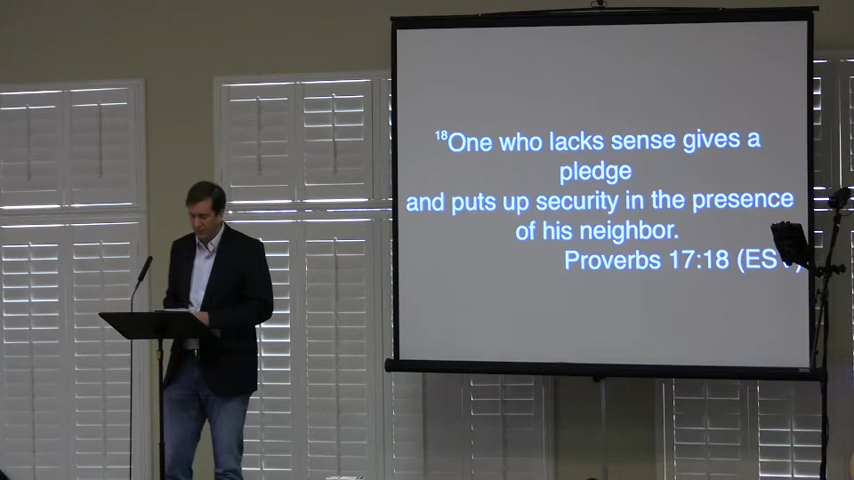 ¹⁸One who lacks sense gives a
pledge
and puts up security in the presence
of his neighbor.
Proverbs 17:18